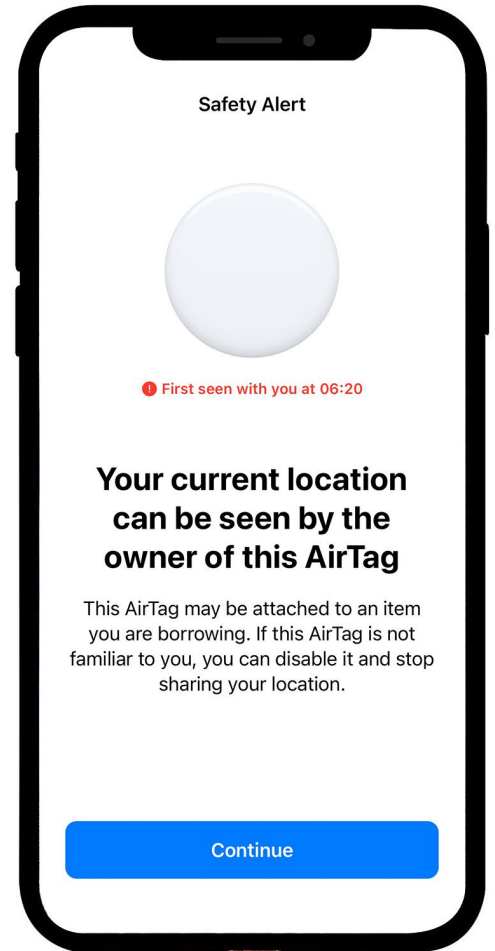 Safety Alert
First seen with you at 06:20
Your current location
can be seen by the
owner of this AirTag
This AirTag may be attached to an item
you are borrowing. If this AirTag is not
familiar to you, you can disable it and stop
sharing your location.
Continue